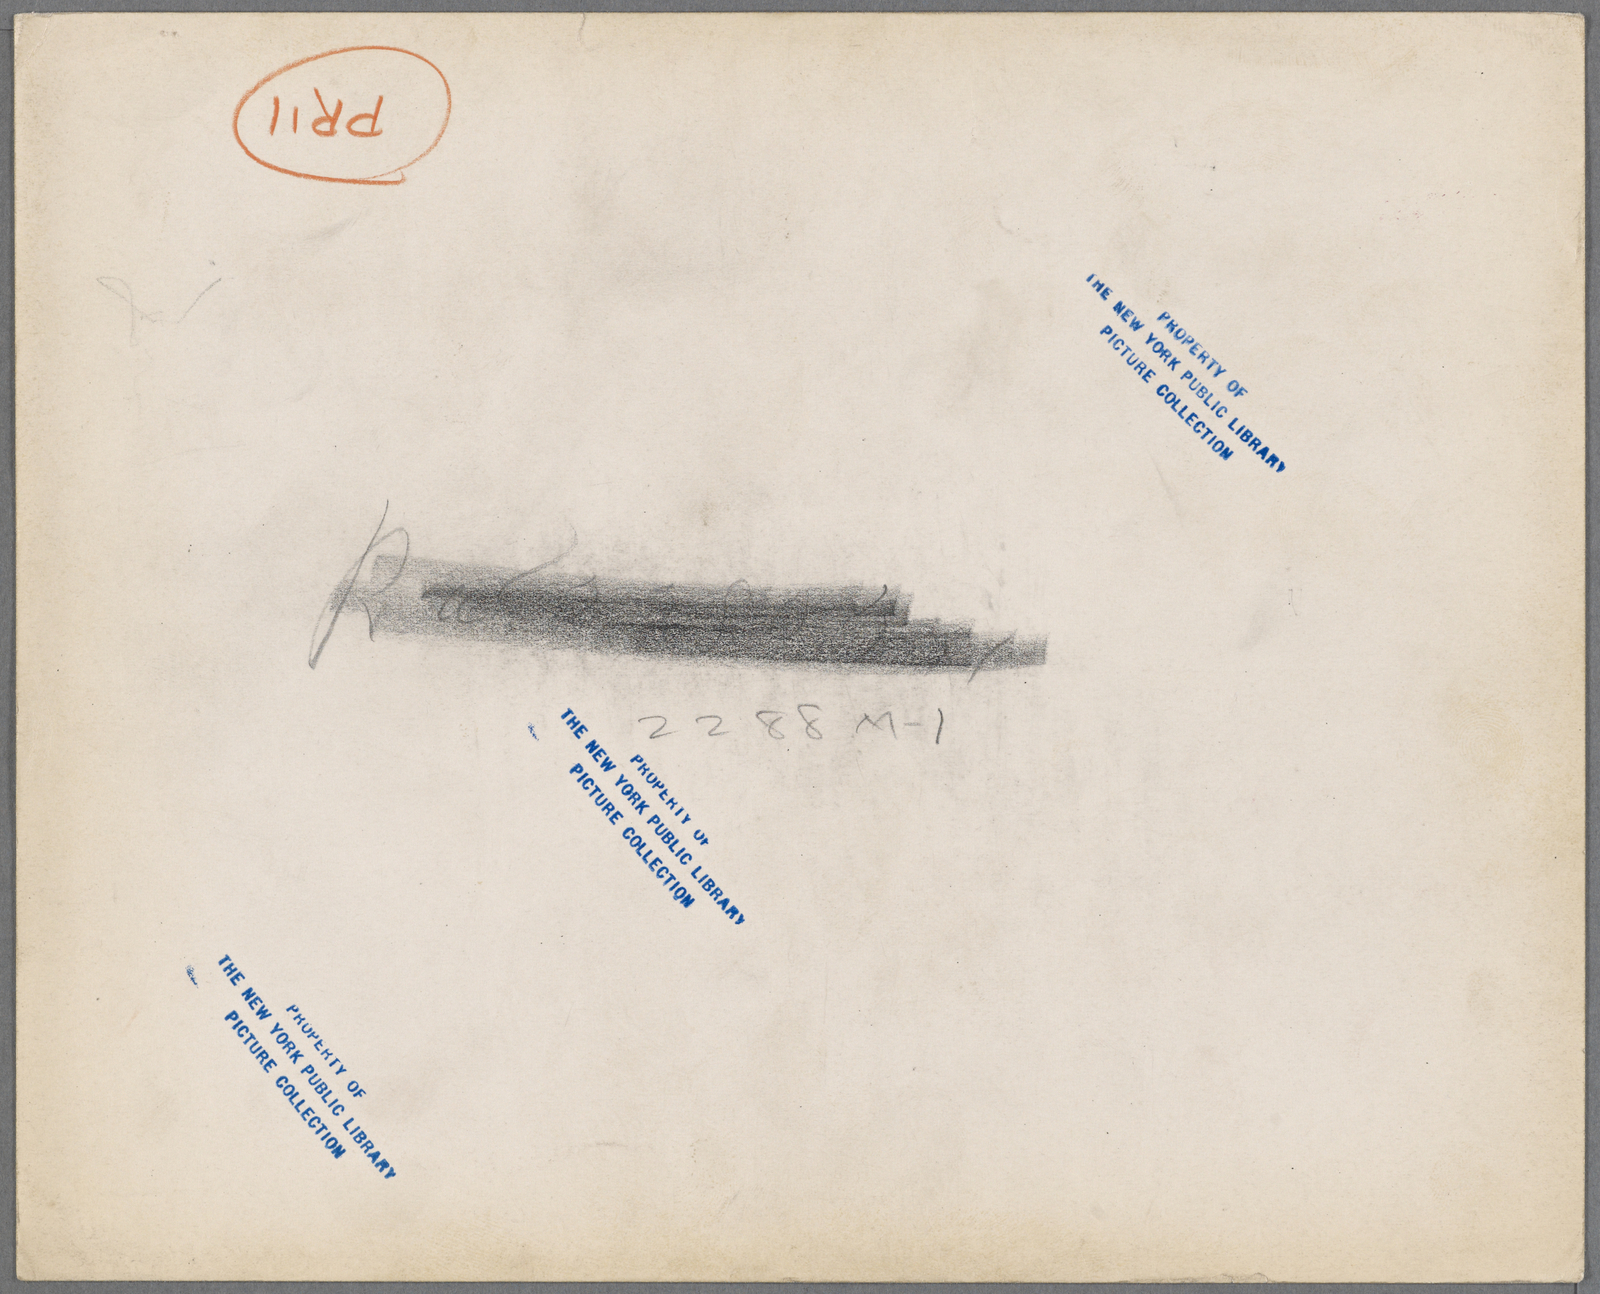 PR11
PROPERTY OF
THE NEW YORK PUBLIC LIBRARY
PICTURE COLLECTION
2288 M-1
PROPERTY OF
THE NEW YORK PUBLIC LIBRARY
PICTURE COLLECTION
PROPERTY OF
THE NEW YORK PUBLIC LIBRARY
PICTURE COLLECTION